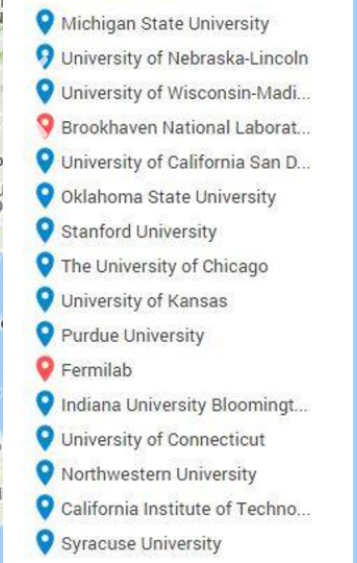 Michigan State University
University of Nebraska-Lincoln
University of Wisconsin-Madi...
Brookhaven National Laborat...
University of California San D...
Oklahoma State University
Stanford University
The University of Chicago
University of Kansas
Purdue University
Fermilab
Indiana University Bloomingt...
University of Connecticut
Northwestern University
California Institute of Techno...
Syracuse University